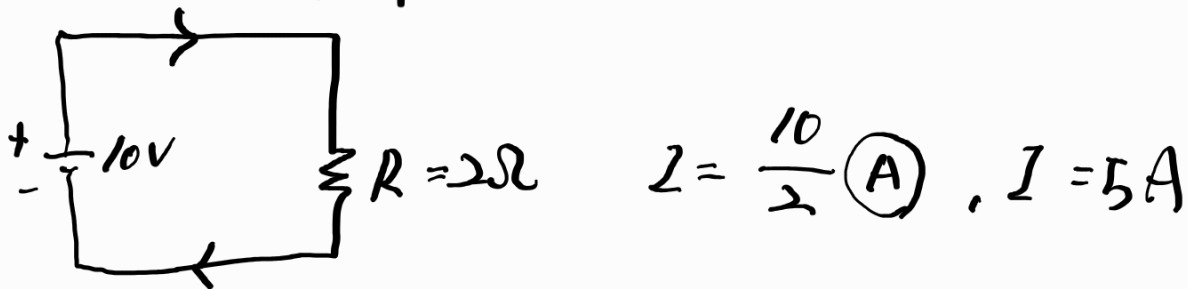 +
-
10V
R = 2Ω
I = 10/2 Ⓐ, I = 5A